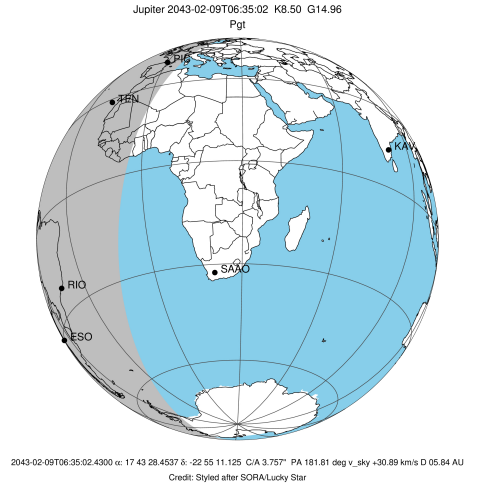 Jupiter 2043-02-09T06:35:02 K8.50 G14.96
Pgt
PIC
TEN
KAV
SAAO
RIO
ESO
2043-02-09T06:35:02.4300 α: 17 43 28.4537 δ: -22 55 11.125 C/A 3.757" PA 181.81 deg v_sky +30.89 km/s D 05.84 AU
Credit: Styled after SORA/Lucky Star